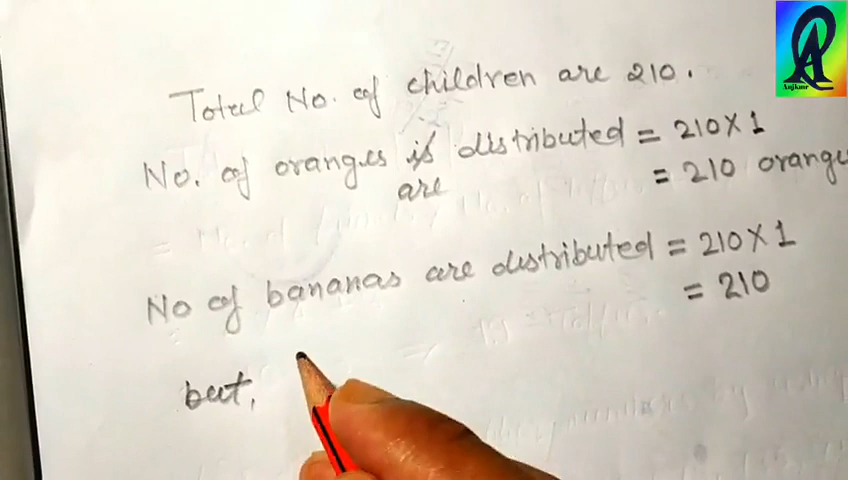 Total No. of children are 210.
No. of oranges is distributed = 210 × 1
are
= 210 orange
No of bananas are distributed = 210 × 1
= 210
but,
Anjkmr